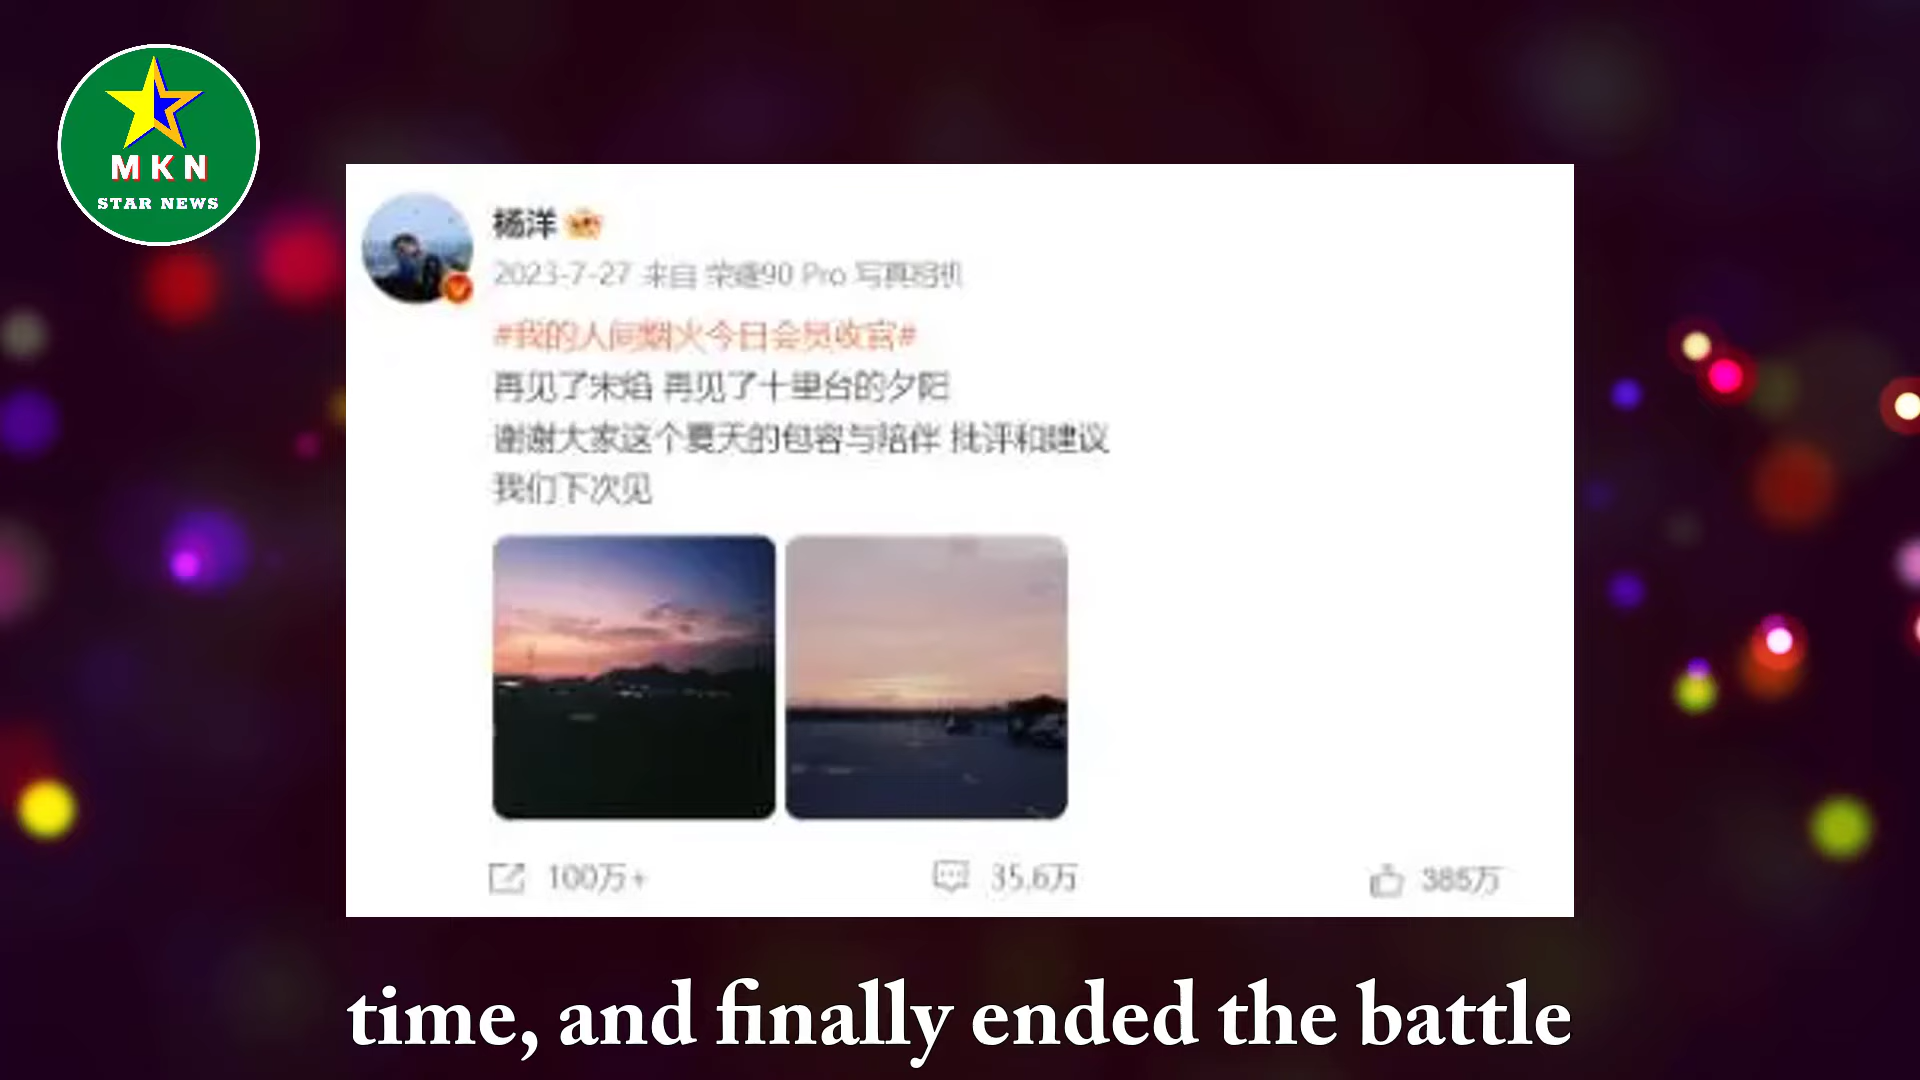 MKN
STAR NEWS
杨洋
2023-7-27 来自 荣耀90 Pro 写真相机
#我的人间烟火今日会员收官#
再见了宋焰 再见了十里台的夕阳
谢谢大家这个夏天的包容与陪伴 批评和建议
我们下次见
100万+
35.6万
385万
time, and finally ended the battle